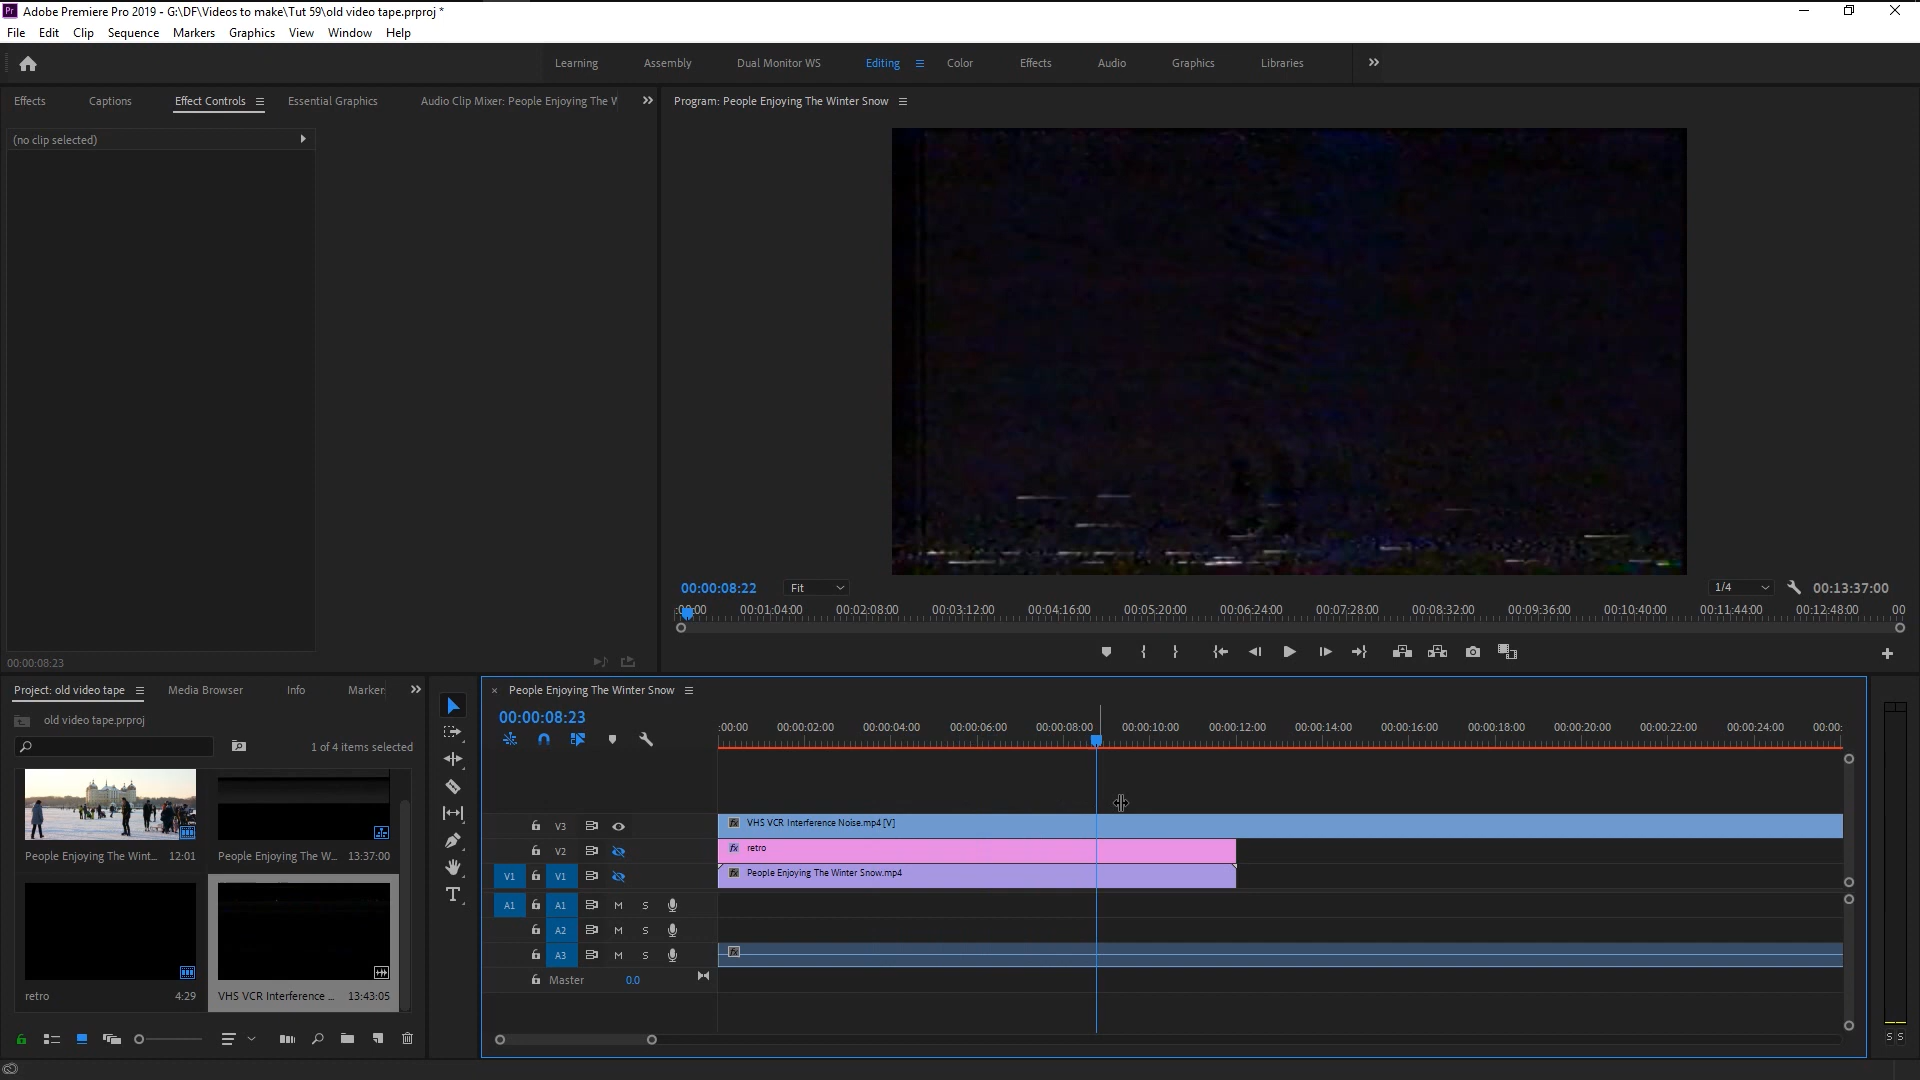 Adobe Premiere Pro 2019 - G:\DF\Videos to make\Tut 59\old video tape.prproj *
File Edit Clip Sequence Markers Graphics View Window Help
Learning Assembly Dual Monitor WS Editing Color Effects Audio Graphics Libraries
Effects Captions Effect Controls Essential Graphics Audio Clip Mixer: People Enjoying The W
(no clip selected)
00:00:08:23
Program: People Enjoying The Winter Snow
00:00:08:22 Fit 1/4 00:13:37:00
:00:00 00:01:04:00 00:02:08:00 00:03:12:00 00:04:16:00 00:05:20:00 00:06:24:00 00:07:28:00 00:08:32:00 00:09:36:00 00:10:40:00 00:11:44:00 00:12:48:00 00
Project: old video tape Media Browser Info Marker
old video tape.prproj
1 of 4 items selected
People Enjoying The Wint... 12:01 People Enjoying The W... 13:37:00
retro 4:29 VHS VCR Interference ... 13:43:05
× People Enjoying The Winter Snow
00:00:08:23
:00:00 00:00:02:00 00:00:04:00 00:00:06:00 00:00:08:00 00:00:10:00 00:00:12:00 00:00:14:00 00:00:16:00 00:00:18:00 00:00:20:00 00:00:22:00 00:00:24:00 00:00:
V3 fx VHS VCR Interference Noise.mp4 [V]
V2 fx retro
V1 V1 fx People Enjoying The Winter Snow.mp4
A1 A1 M S
A2 M S
A3 M S fx
Master 0.0
S S